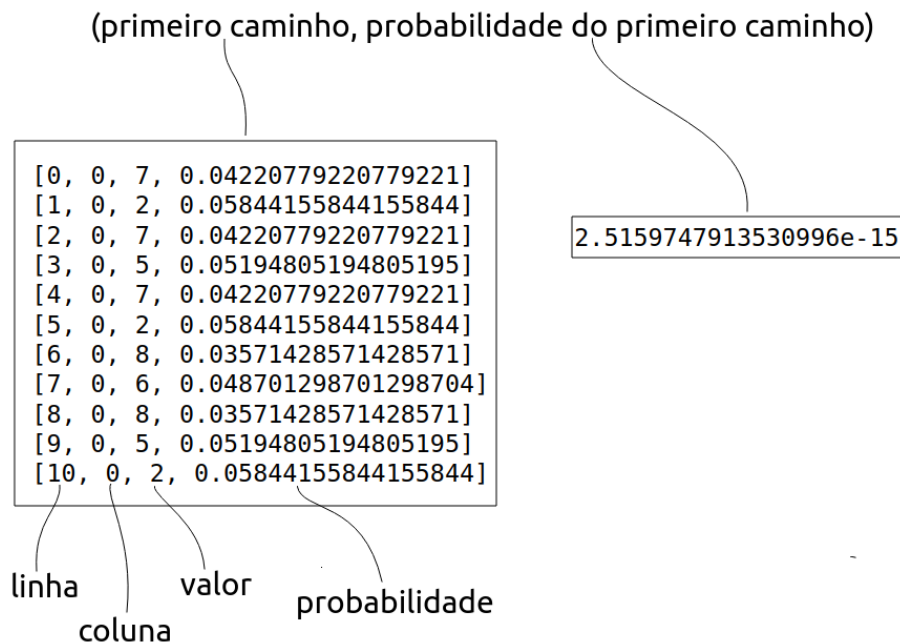 (primeiro caminho, probabilidade do primeiro caminho)
[0, 0, 7, 0.04220779220779221]
[1, 0, 2, 0.05844155844155844]
[2, 0, 7, 0.04220779220779221]
[3, 0, 5, 0.05194805194805195]
[4, 0, 7, 0.04220779220779221]
[5, 0, 2, 0.05844155844155844]
[6, 0, 8, 0.03571428571428571]
[7, 0, 6, 0.048701298701298704]
[8, 0, 8, 0.03571428571428571]
[9, 0, 5, 0.05194805194805195]
[10, 0, 2, 0.05844155844155844]
2.5159747913530996e-15
linha
coluna
valor
probabilidade